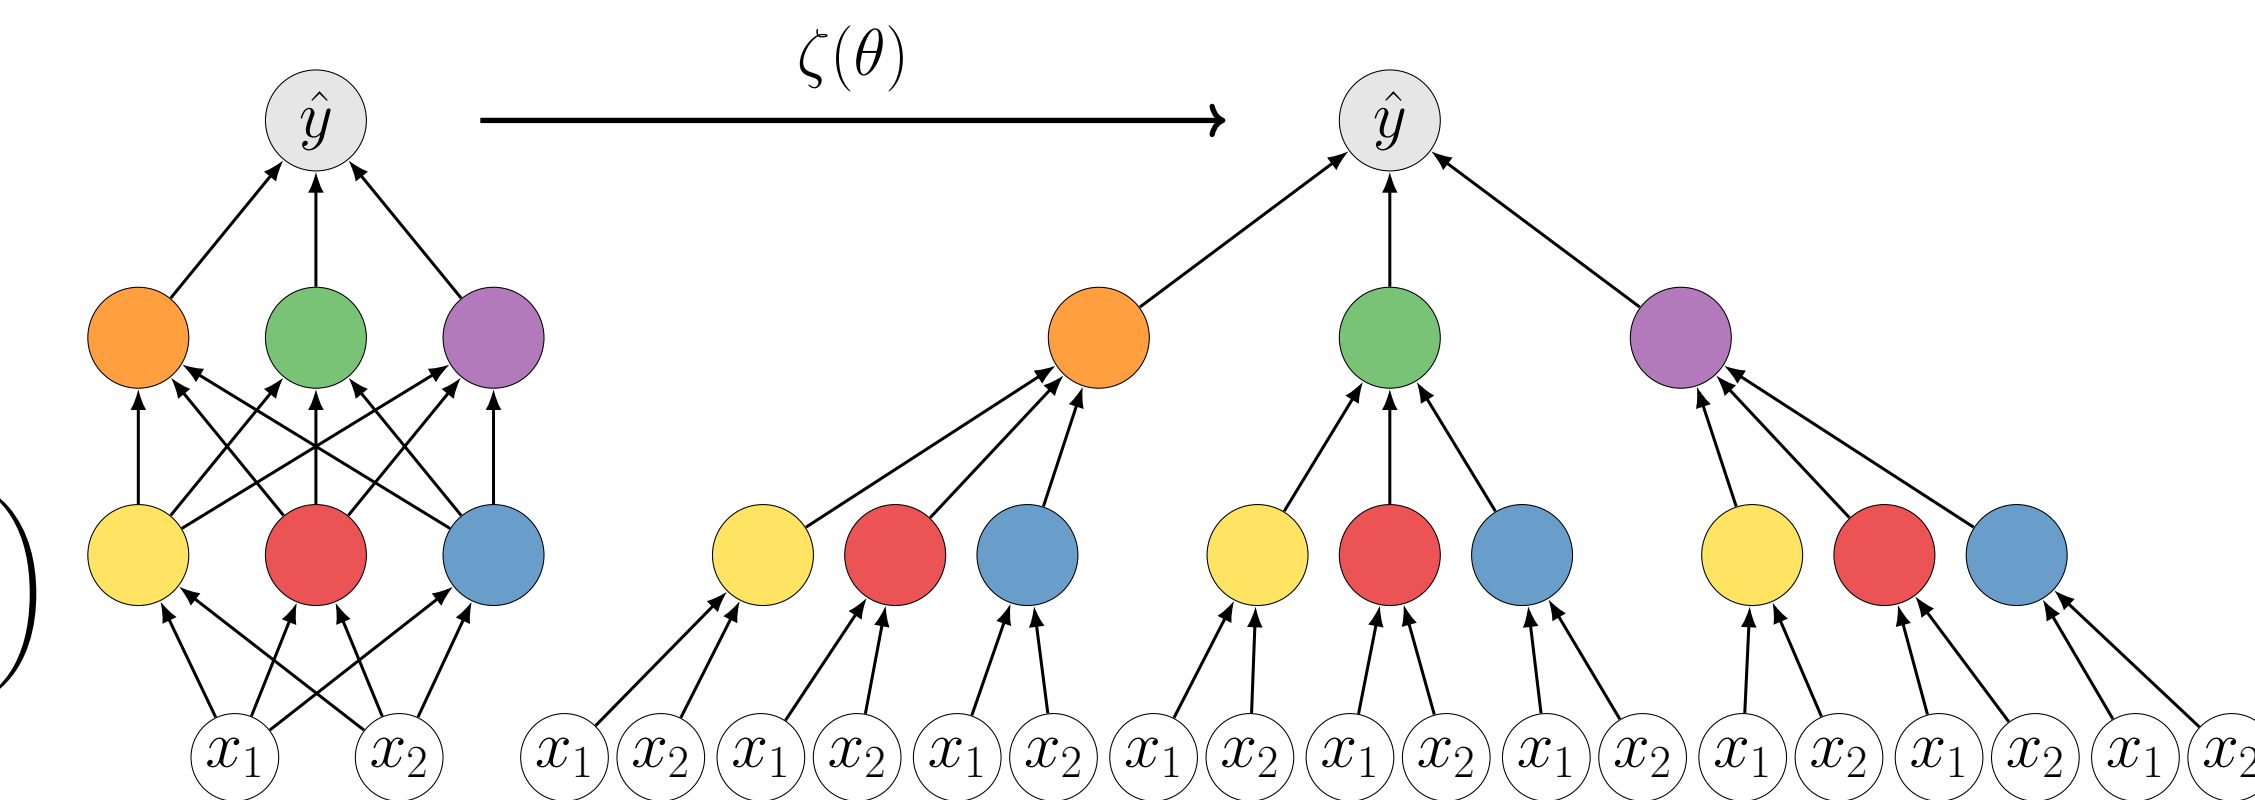 ζ(θ)
ŷ ŷ
x₁ x₂ x₁ x₂ x₁ x₂ x₁ x₂ x₁ x₂ x₁ x₂ x₁ x₂ x₁ x₂ x₁ x₂ x₁ x₂
)